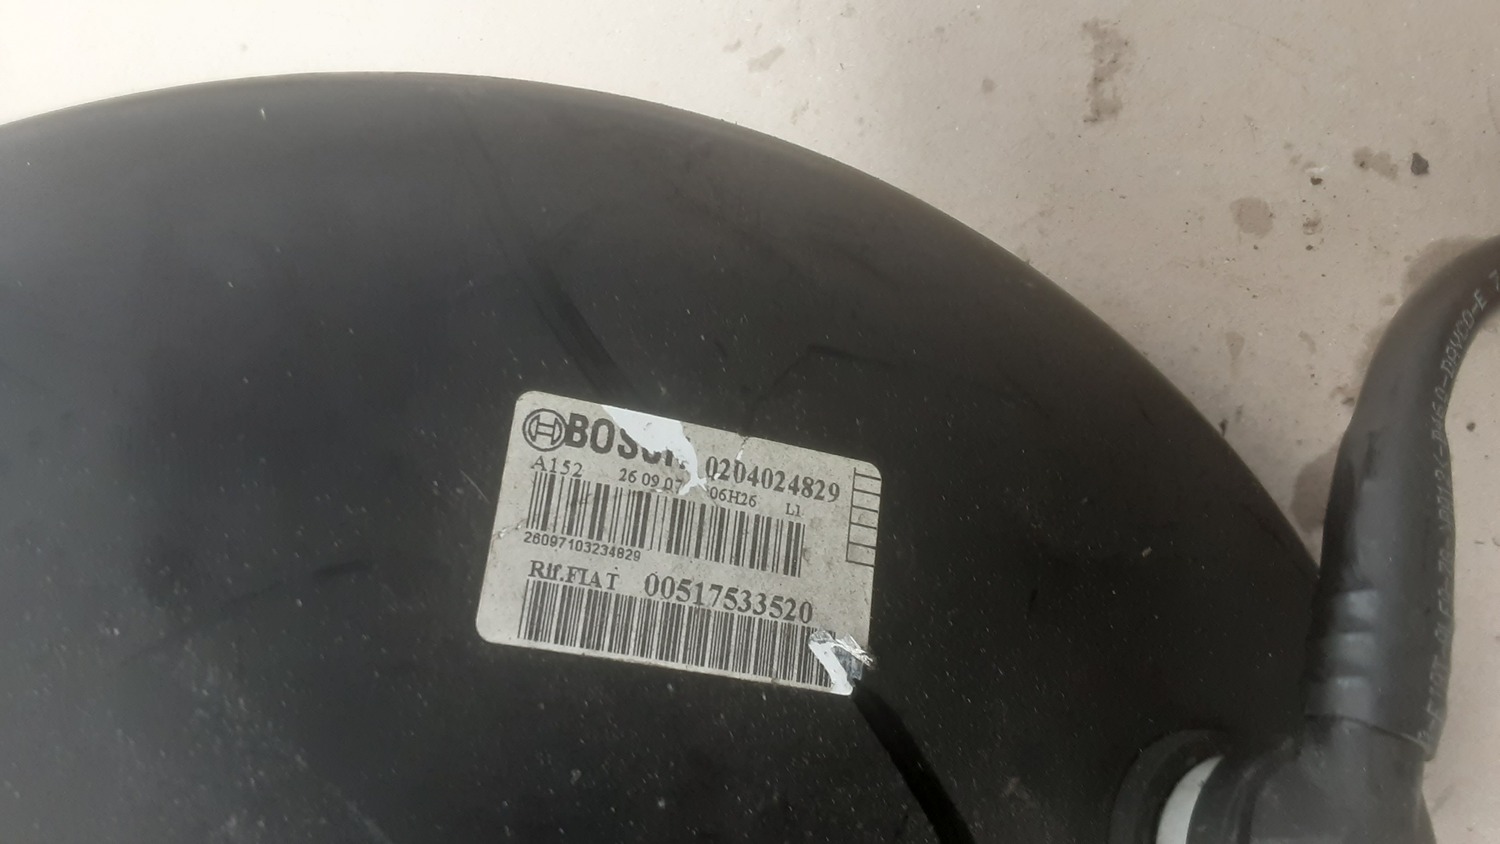 BOSCH 0204024829
A152 26 09 07 06H26 L1
26097103234829
Rif.FIAT 00517533520